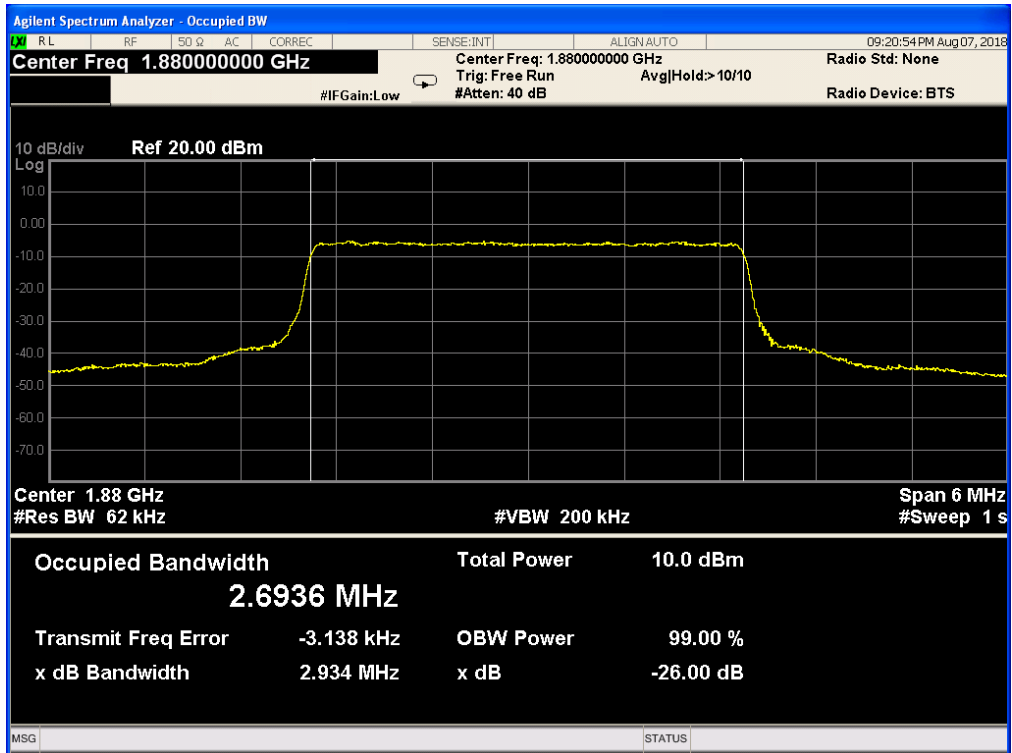 Agilent Spectrum Analyzer - Occupied BW
LXI RL RF 50 Ω AC CORREC SENSE:INT ALIGN AUTO 09:20:54 PM Aug 07, 2018
Center Freq 1.880000000 GHz Center Freq: 1.880000000 GHz Radio Std: None
Trig: Free Run Avg|Hold:>10/10
#IFGain:Low #Atten: 40 dB Radio Device: BTS
10 dB/div Ref 20.00 dBm
Log
10.0
0.00
-10.0
-20.0
-30.0
-40.0
-50.0
-60.0
-70.0
Center 1.88 GHz Span 6 MHz
#Res BW 62 kHz #VBW 200 kHz #Sweep 1 s
Occupied Bandwidth Total Power 10.0 dBm
2.6936 MHz
Transmit Freq Error -3.138 kHz OBW Power 99.00 %
x dB Bandwidth 2.934 MHz x dB -26.00 dB
MSG STATUS